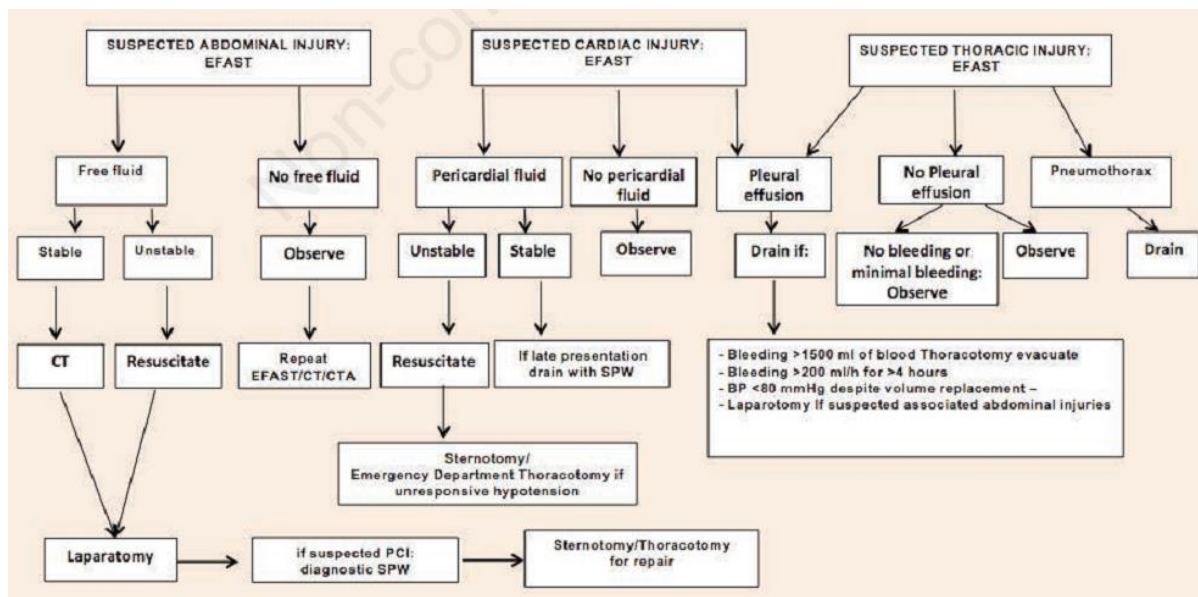 SUSPECTED ABDOMINAL INJURY:
EFAST
SUSPECTED CARDIAC INJURY:
EFAST
SUSPECTED THORACIC INJURY:
EFAST
Free fluid
No free fluid
Pericardial fluid
No pericardial
fluid
Pleural
effusion
No Pleural
effusion
Pneumothorax
Stable
Unstable
Observe
Unstable
Stable
Observe
Drain if:
No bleeding or
minimal bleeding:
Observe
Observe
Drain
CT
Resuscitate
Repeat
EFAST/CT/CTA
Resuscitate
If late presentation
drain with SPW
- Bleeding >1500 ml of blood Thoracotomy evacuate
- Bleeding >200 ml/h for >4 hours
- BP <80 mmHg despite volume replacement –
- Laparotomy If suspected associated abdominal injuries
Sternotomy/
Emergency Department Thoracotomy if
unresponsive hypotension
Laparatomy
if suspected PCI:
diagnostic SPW
Sternotomy/Thoracotomy
for repair